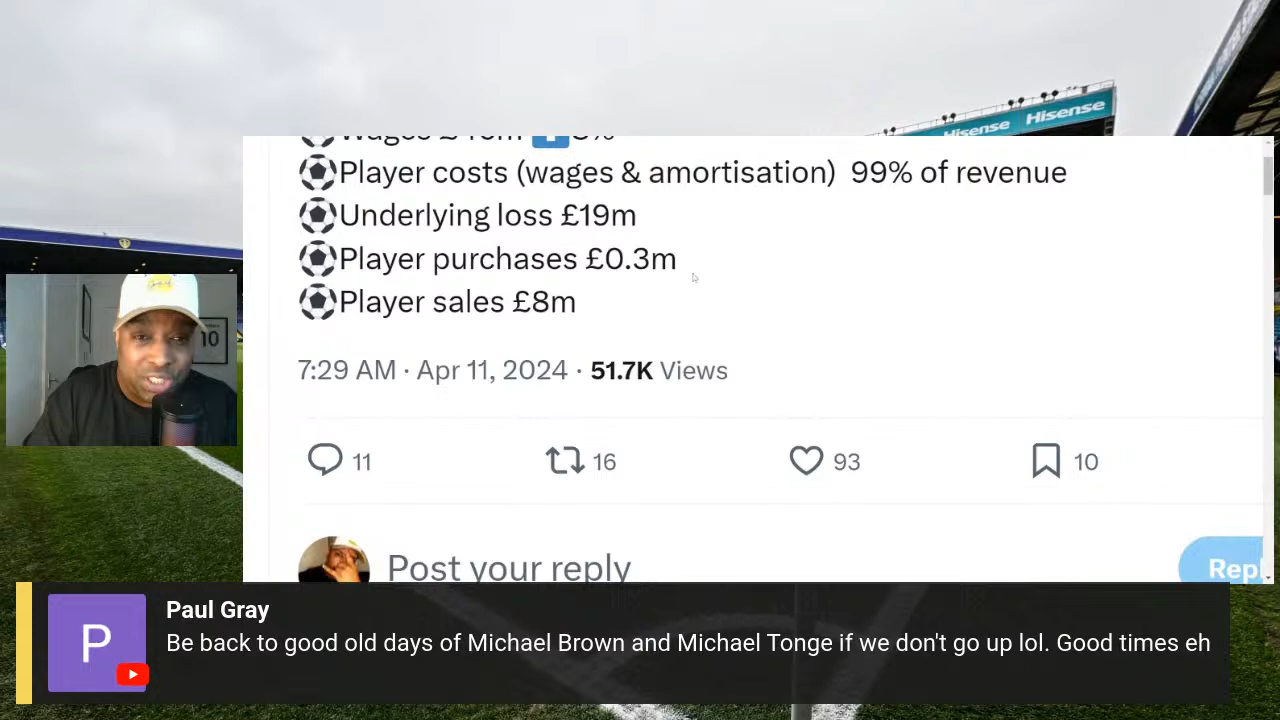 Hisense Hisense
Player costs (wages & amortisation) 99% of revenue
Underlying loss £19m
Player purchases £0.3m
Player sales £8m
7:29 AM · Apr 11, 2024 · 51.7K Views
11 16 93 10
Post your reply
Repl
10
P
Paul Gray
Be back to good old days of Michael Brown and Michael Tonge if we don't go up lol. Good times eh